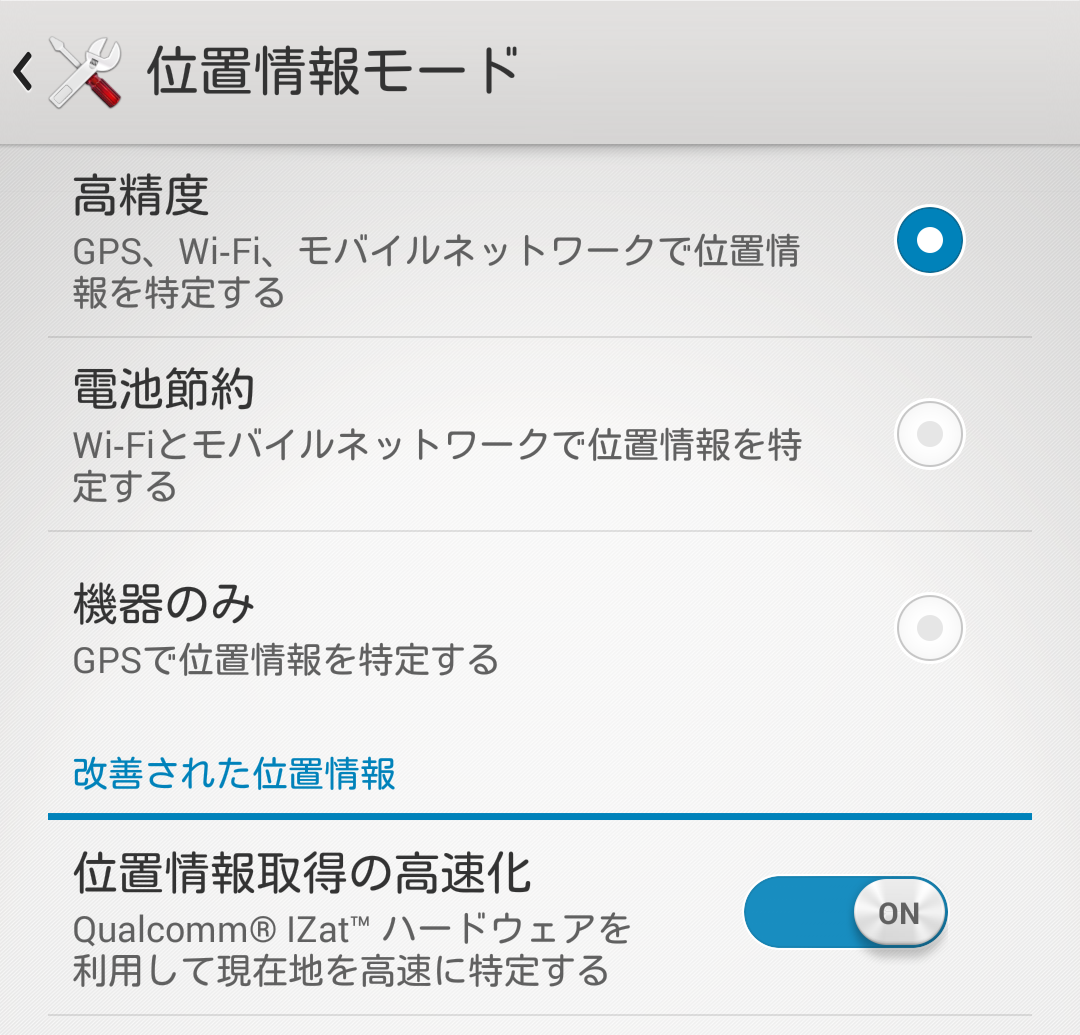 位置情報モード
高精度
GPS、Wi-Fi、モバイルネットワークで位置情
報を特定する
電池節約
Wi-Fiとモバイルネットワークで位置情報を特
定する
機器のみ
GPSで位置情報を特定する
改善された位置情報
位置情報取得の高速化
Qualcomm® IZat™ ハードウェアを
利用して現在地を高速に特定する
ON